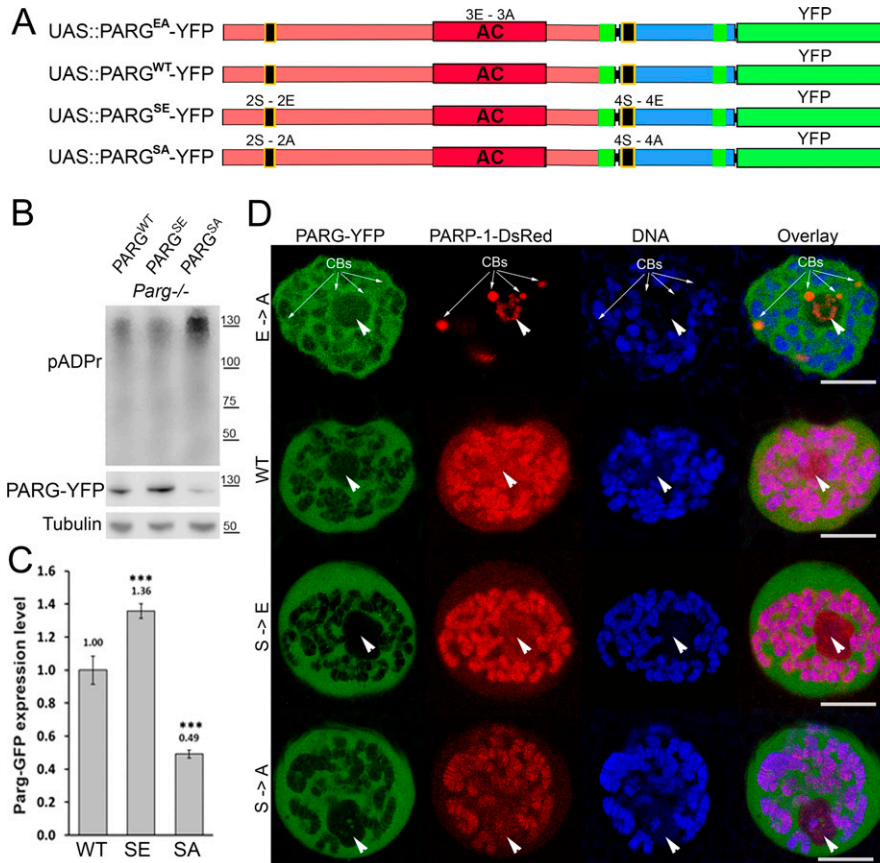 A
3E - 3A
YFP
UAS::PARG^EA-YFP
AC
YFP
UAS::PARG^WT-YFP
AC
2S - 2E
4S - 4E
YFP
UAS::PARG^SE-YFP
AC
2S - 2A
4S - 4A
YFP
UAS::PARG^SA-YFP
AC
B
PARG^WT
PARG^SE
PARG^SA
Parg-/-
pADPr
130
100
75
50
PARG-YFP
130
Tubulin
50
C
Parg-GFP expression level
1.6
1.4
1.2
1.0
0.8
0.6
0.4
0.2
0.0
1.00
***
1.36
***
0.49
WT
SE
SA
D
PARG-YFP
PARP-1-DsRed
DNA
Overlay
CBs
CBs
CBs
CBs
E -> A
WT
S -> E
S -> A